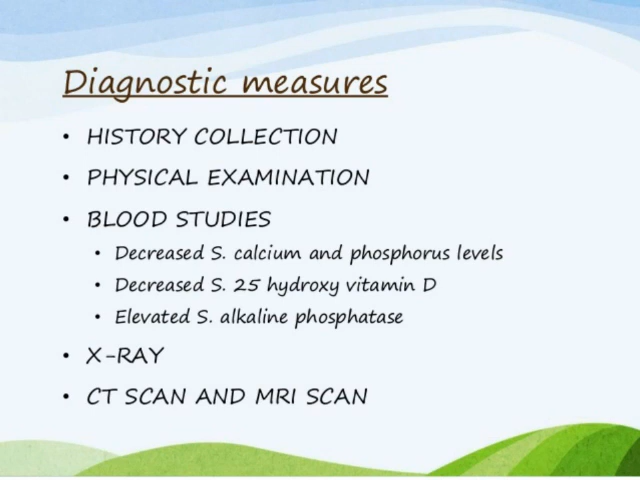 Diagnostic measures
• HISTORY COLLECTION
• PHYSICAL EXAMINATION
• BLOOD STUDIES
• Decreased S. calcium and phosphorus levels
• Decreased S. 25 hydroxy vitamin D
• Elevated S. alkaline phosphatase
• X-RAY
• CT SCAN AND MRI SCAN